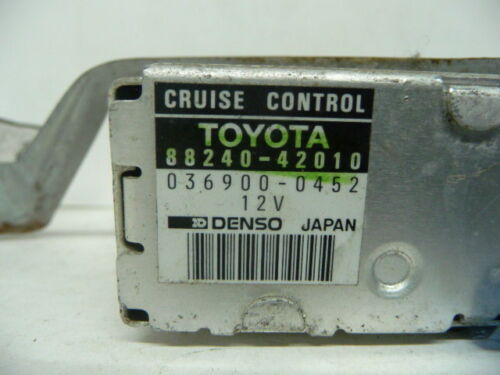 CRUISE CONTROL
TOYOTA
88240-42010
036900-0452
12V
DENSO JAPAN